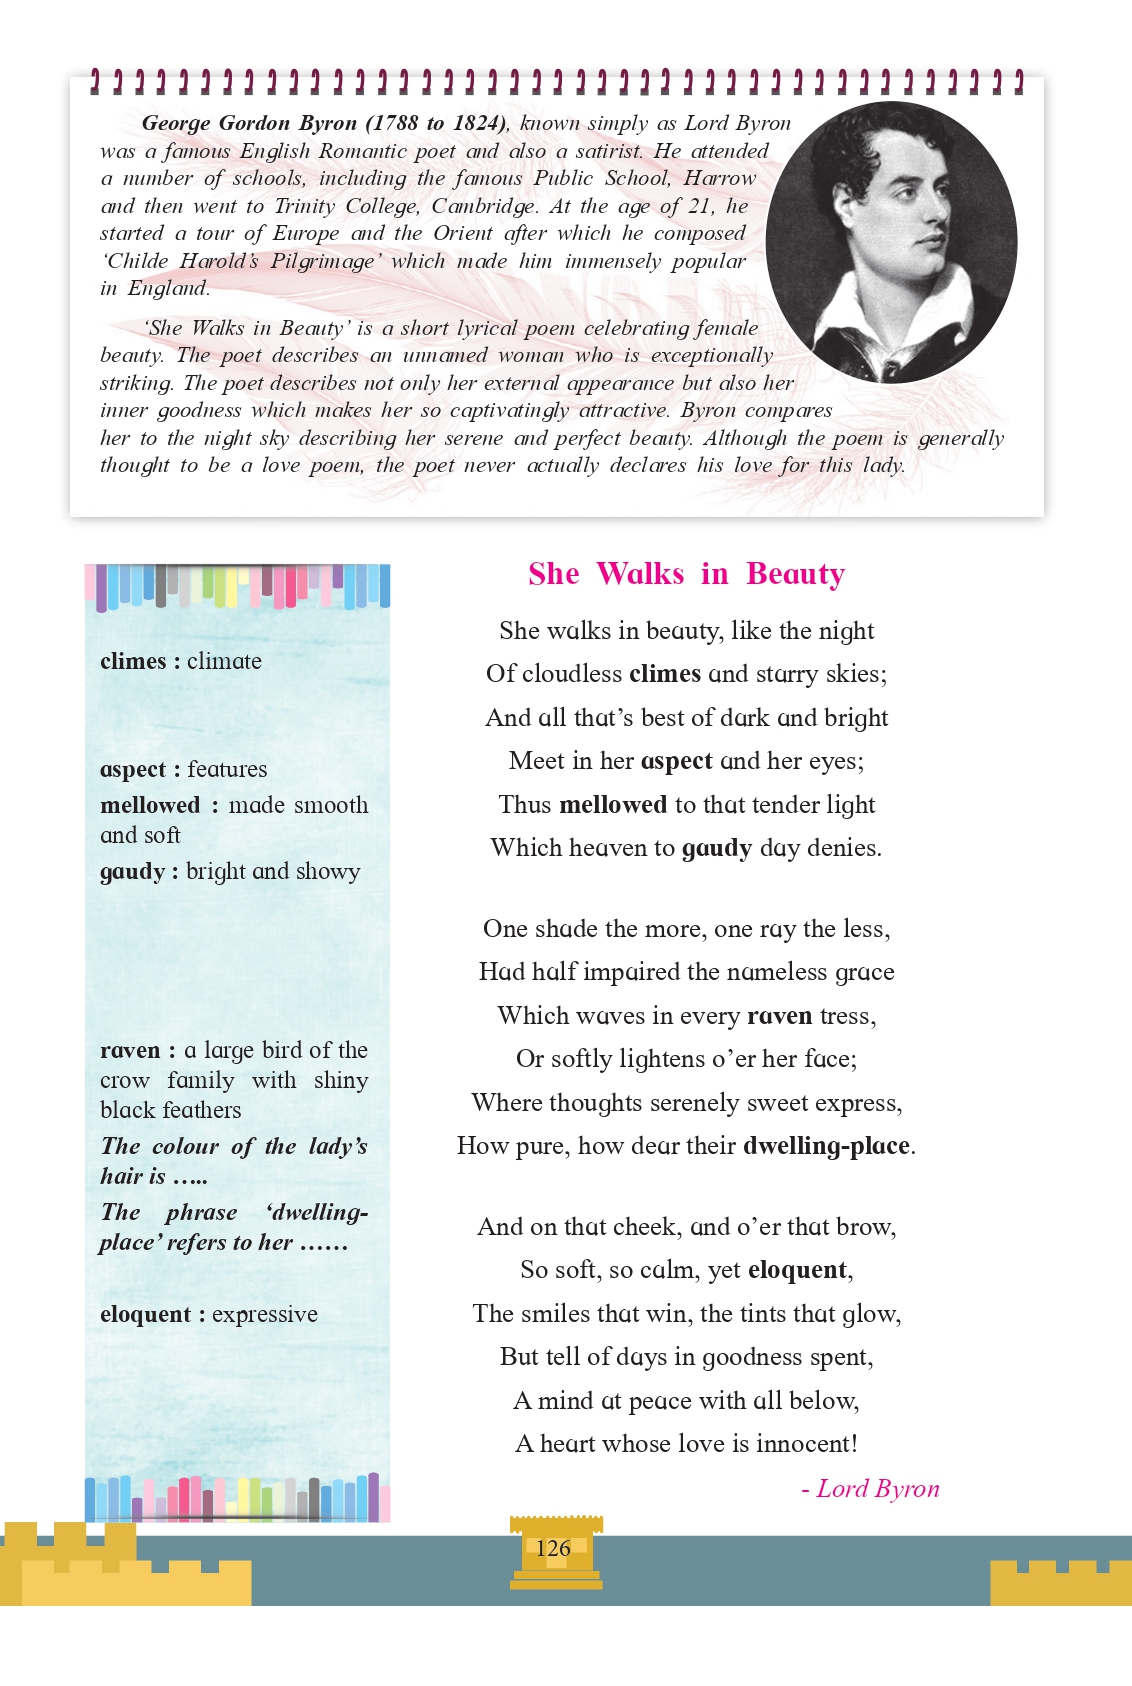 George Gordon Byron (1788 to 1824), known simply as Lord Byron
was a famous English Romantic poet and also a satirist. He attended
a number of schools, including the famous Public School, Harrow
and then went to Trinity College, Cambridge. At the age of 21, he
started a tour of Europe and the Orient after which he composed
‘Childe Harold’s Pilgrimage’ which made him immensely popular
in England.
‘She Walks in Beauty’ is a short lyrical poem celebrating female
beauty. The poet describes an unnamed woman who is exceptionally
striking. The poet describes not only her external appearance but also her
inner goodness which makes her so captivatingly attractive. Byron compares
her to the night sky describing her serene and perfect beauty. Although the poem is generally
thought to be a love poem, the poet never actually declares his love for this lady.
climes : climate
aspect : features
mellowed : made smooth
and soft
gaudy : bright and showy
raven : a large bird of the
crow family with shiny
black feathers
The colour of the lady’s
hair is …..
The phrase ‘dwelling-
place’ refers to her ……
eloquent : expressive
She Walks in Beauty
She walks in beauty, like the night
Of cloudless climes and starry skies;
And all that’s best of dark and bright
Meet in her aspect and her eyes;
Thus mellowed to that tender light
Which heaven to gaudy day denies.
One shade the more, one ray the less,
Had half impaired the nameless grace
Which waves in every raven tress,
Or softly lightens o’er her face;
Where thoughts serenely sweet express,
How pure, how dear their dwelling-place.
And on that cheek, and o’er that brow,
So soft, so calm, yet eloquent,
The smiles that win, the tints that glow,
But tell of days in goodness spent,
A mind at peace with all below,
A heart whose love is innocent!
- Lord Byron
126